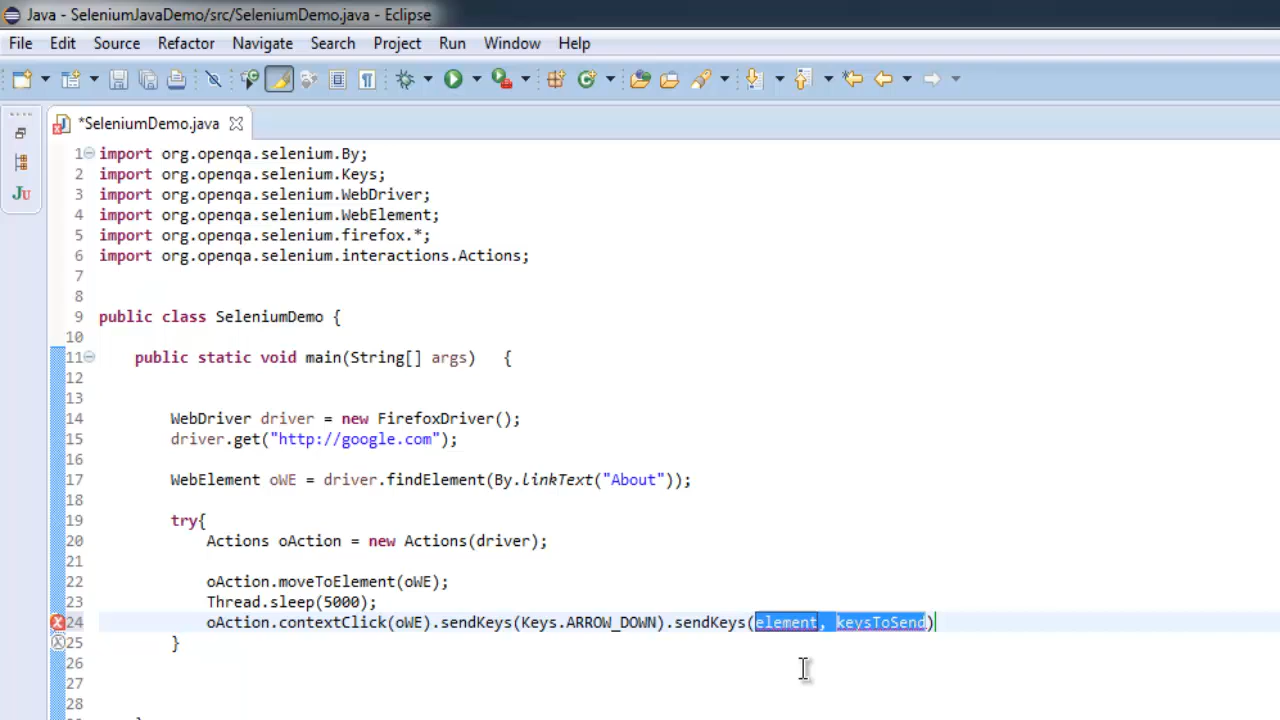 Java - SeleniumJavaDemo/src/SeleniumDemo.java - Eclipse
File Edit Source Refactor Navigate Search Project Run Window Help
*SeleniumDemo.java
JU
1 import org.openqa.selenium.By;
2 import org.openqa.selenium.Keys;
3 import org.openqa.selenium.WebDriver;
4 import org.openqa.selenium.WebElement;
5 import org.openqa.selenium.firefox.*;
6 import org.openqa.selenium.interactions.Actions;
7
8
9 public class SeleniumDemo {
10
11 public static void main(String[] args) {
12
13
14 WebDriver driver = new FirefoxDriver();
15 driver.get("http://google.com");
16
17 WebElement oWE = driver.findElement(By.linkText("About"));
18
19 try{
20 Actions oAction = new Actions(driver);
21
22 oAction.moveToElement(oWE);
23 Thread.sleep(5000);
24 oAction.contextClick(oWE).sendKeys(Keys.ARROW_DOWN).sendKeys(element, keysToSend)
25 }
26
27
28